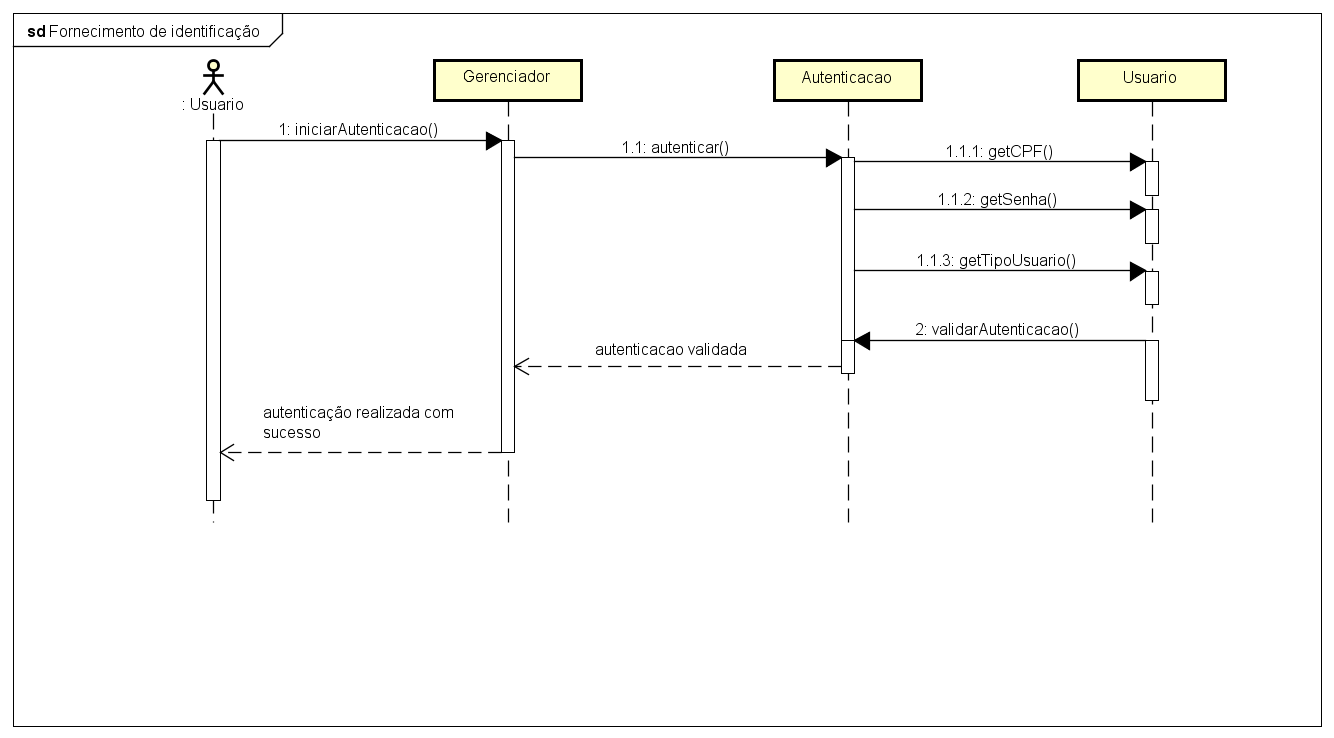 sd Fornecimento de identificação
: Usuario
Gerenciador
Autenticacao
Usuario
1: iniciarAutenticacao()
1.1: autenticar()
1.1.1: getCPF()
1.1.2: getSenha()
1.1.3: getTipoUsuario()
2: validarAutenticacao()
autenticacao validada
autenticação realizada com
sucesso